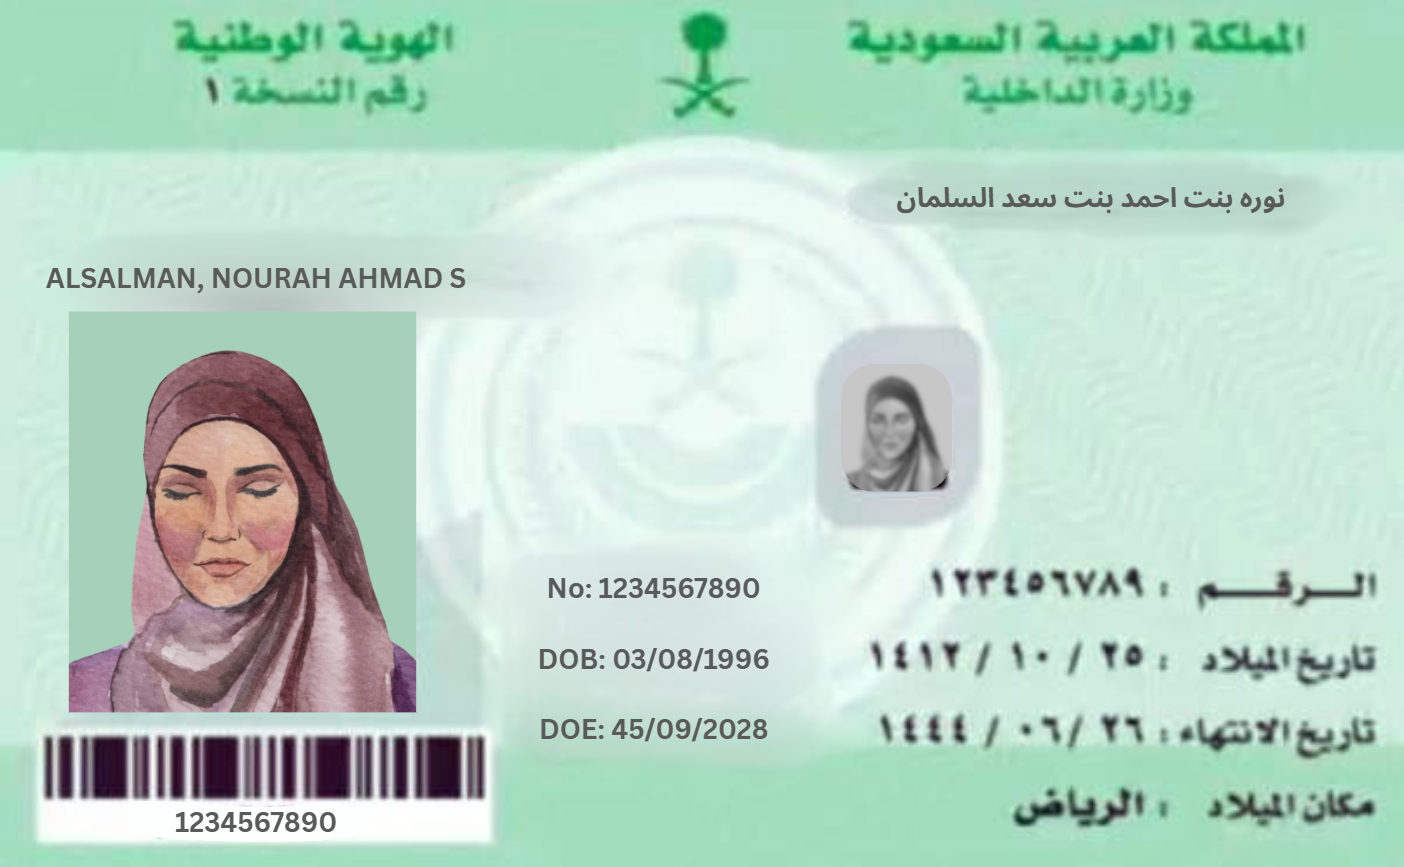 المملكة العربية السعودية
الهوية الوطنية
وزارة الداخلية
رقم النسخة ١
نوره بنت احمد بنت سعد السلمان
ALSALMAN, NOURAH AHMAD S
الـــرقـــم : ١٢٣٤٥٦٧٨٩
No: 1234567890
تاريخ الميلاد : ٢٥ / ١٠ / ١٤١٢
DOB: 03/08/1996
تاريخ الانتهاء : ٢٦ / ٠٦ / ١٤٤٤
DOE: 45/09/2028
مكان الميلاد : الرياض
1234567890